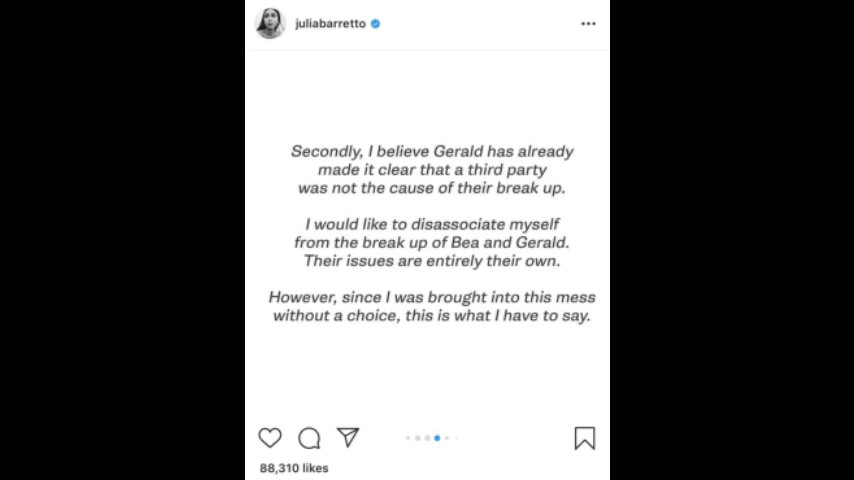 juliabarretto
Secondly, I believe Gerald has already
made it clear that a third party
was not the cause of their break up.
I would like to disassociate myself
from the break up of Bea and Gerald.
Their issues are entirely their own.
However, since I was brought into this mess
without a choice, this is what I have to say.
88,310 likes